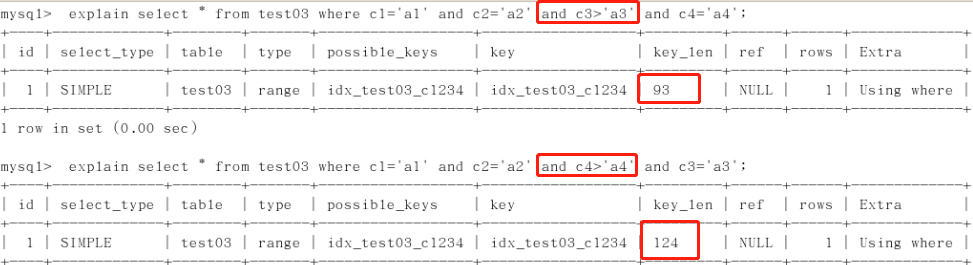 mysql>  explain select * from test03 where c1='a1' and c2='a2' and c3>'a3' and c4='a4';
+----+-------------+--------+-------+------------------+------------------+---------+------+------+-------------+
| id | select_type | table  | type  | possible_keys    | key              | key_len | ref  | rows | Extra       |
+----+-------------+--------+-------+------------------+------------------+---------+------+------+-------------+
|  1 | SIMPLE      | test03 | range | idx_test03_c1234 | idx_test03_c1234 | 93      | NULL |    1 | Using where |
+----+-------------+--------+-------+------------------+------------------+---------+------+------+-------------+
1 row in set (0.00 sec)
mysql>  explain select * from test03 where c1='a1' and c2='a2' and c4>'a4' and c3='a3';
+----+-------------+--------+-------+------------------+------------------+---------+------+------+-------------+
| id | select_type | table  | type  | possible_keys    | key              | key_len | ref  | rows | Extra       |
+----+-------------+--------+-------+------------------+------------------+---------+------+------+-------------+
|  1 | SIMPLE      | test03 | range | idx_test03_c1234 | idx_test03_c1234 | 124     | NULL |    1 | Using where |
+----+-------------+--------+-------+------------------+------------------+---------+------+------+-------------+